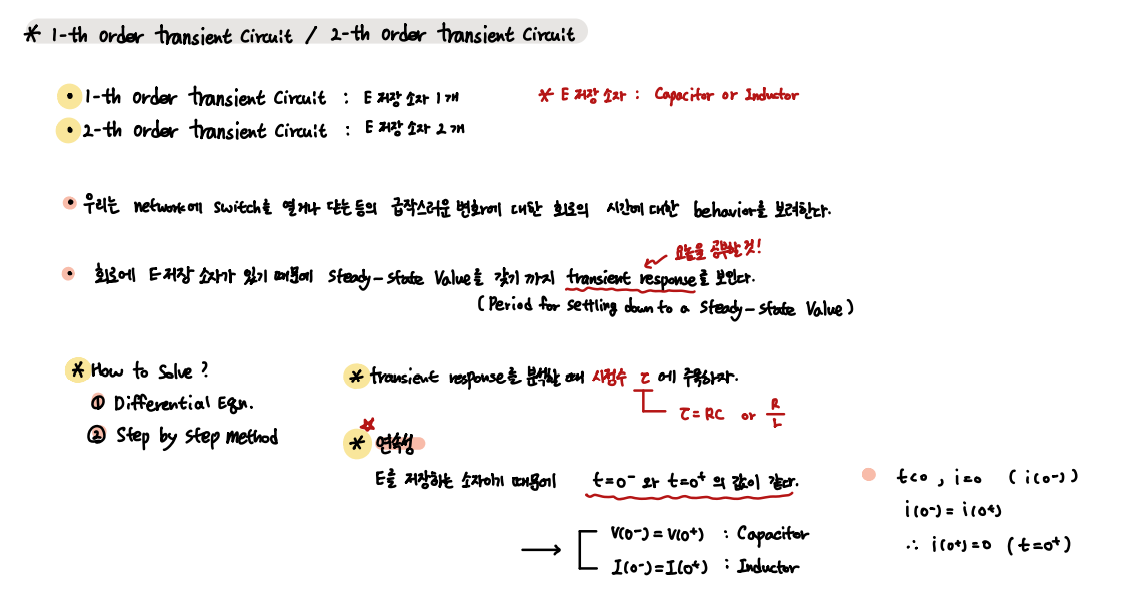 * 1-th order transient Circuit / 2-th order transient Circuit
• 1-th order transient Circuit : E 저장 소자 1개
* E 저장 소자 : Capacitor or Inductor
• 2-th order transient Circuit : E 저장 소자 2개
• 우리는 network에 switch를 열거나 닫는등의 급작스러운 변화에 대한 회로의 시간에 대한 behavior를 보려한다.
오늘을 공부한 것!
• 회로에 E저장 소자가 있기 때문에 steady-state Value를 갖기 까지 transient response를 보인다.
(Period for settling down to a steady-state Value)
* How to Solve?
① Differential Eqn.
② Step by step method
* transient response를 분석할 때 시정수 τ 에 주목하자.
τ=RC or R/L
* 연속성
E를 저장하는 소자이기 때문에 t=0⁻ 와 t=0⁺ 의 값이 같다.
→ V(0-)=V(0+) : Capacitor
I(0-)=I(0+) : Inductor
• t<0, i=0 (i(0-))
i(0-)=i(0+)
∴ i(0+)=0 (t=0⁺)